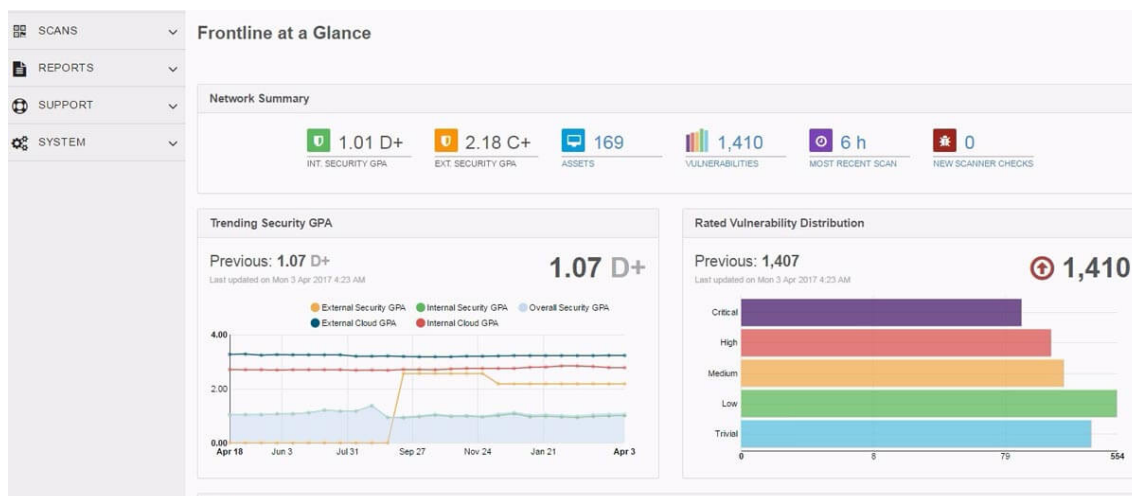 SCANS
REPORTS
SUPPORT
SYSTEM
Frontline at a Glance
Network Summary
1.01 D+ 2.18 C+ 169 1,410 6 h 0
INT. SECURITY GPA EXT. SECURITY GPA ASSETS VULNERABILITIES MOST RECENT SCAN NEW SCANNER CHECKS
Trending Security GPA
Previous: 1.07 D+
1.07 D+
Last updated on Mon 3 Apr 2017 4:23 AM
External Security GPA Internal Security GPA Overall Security GPA
External Cloud GPA Internal Cloud GPA
4.00
2.00
0.00
Apr 18 Jun 3 Jul 31 Sep 27 Nov 24 Jan 21 Apr 3
Rated Vulnerability Distribution
Previous: 1,407
1,410
Last updated on Mon 3 Apr 2017 4:23 AM
Critical
High
Medium
Low
Trivial
0 8 79 554